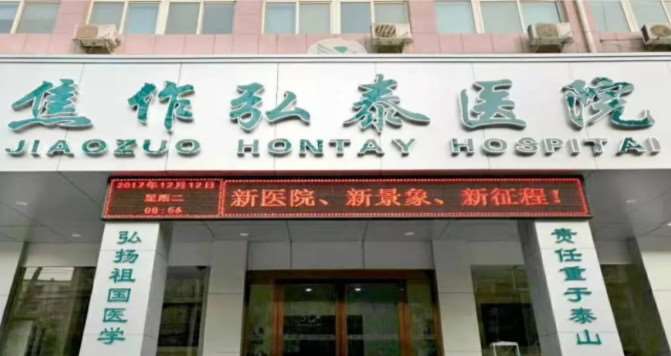 焦作弘泰医院
JIAOZUO HONTAY HOSPITAL
2017年12月12日
星期二
08:56
新医院、新景象、新征程!
弘扬祖国医学
责任重于泰山